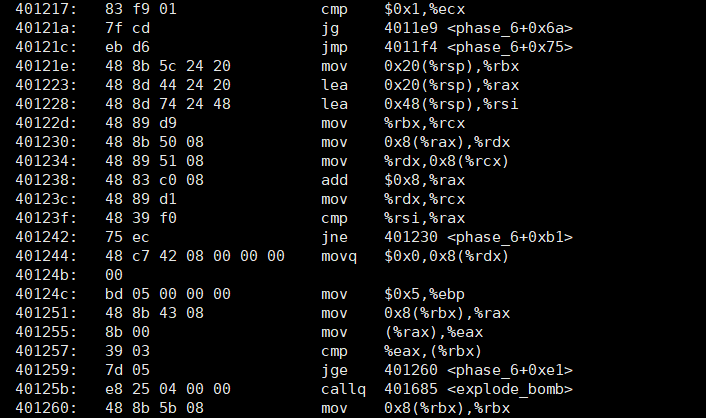 401217: 83 f9 01 cmp $0x1,%ecx
40121a: 7f cd jg 4011e9 <phase_6+0x6a>
40121c: eb d6 jmp 4011f4 <phase_6+0x75>
40121e: 48 8b 5c 24 20 mov 0x20(%rsp),%rbx
401223: 48 8d 44 24 20 lea 0x20(%rsp),%rax
401228: 48 8d 74 24 48 lea 0x48(%rsp),%rsi
40122d: 48 89 d9 mov %rbx,%rcx
401230: 48 8b 50 08 mov 0x8(%rax),%rdx
401234: 48 89 51 08 mov %rdx,0x8(%rcx)
401238: 48 83 c0 08 add $0x8,%rax
40123c: 48 89 d1 mov %rdx,%rcx
40123f: 48 39 f0 cmp %rsi,%rax
401242: 75 ec jne 401230 <phase_6+0xb1>
401244: 48 c7 42 08 00 00 00 movq $0x0,0x8(%rdx)
40124b: 00
40124c: bd 05 00 00 00 mov $0x5,%ebp
401251: 48 8b 43 08 mov 0x8(%rbx),%rax
401255: 8b 00 mov (%rax),%eax
401257: 39 03 cmp %eax,(%rbx)
401259: 7d 05 jge 401260 <phase_6+0xe1>
40125b: e8 25 04 00 00 callq 401685 <explode_bomb>
401260: 48 8b 5b 08 mov 0x8(%rbx),%rbx